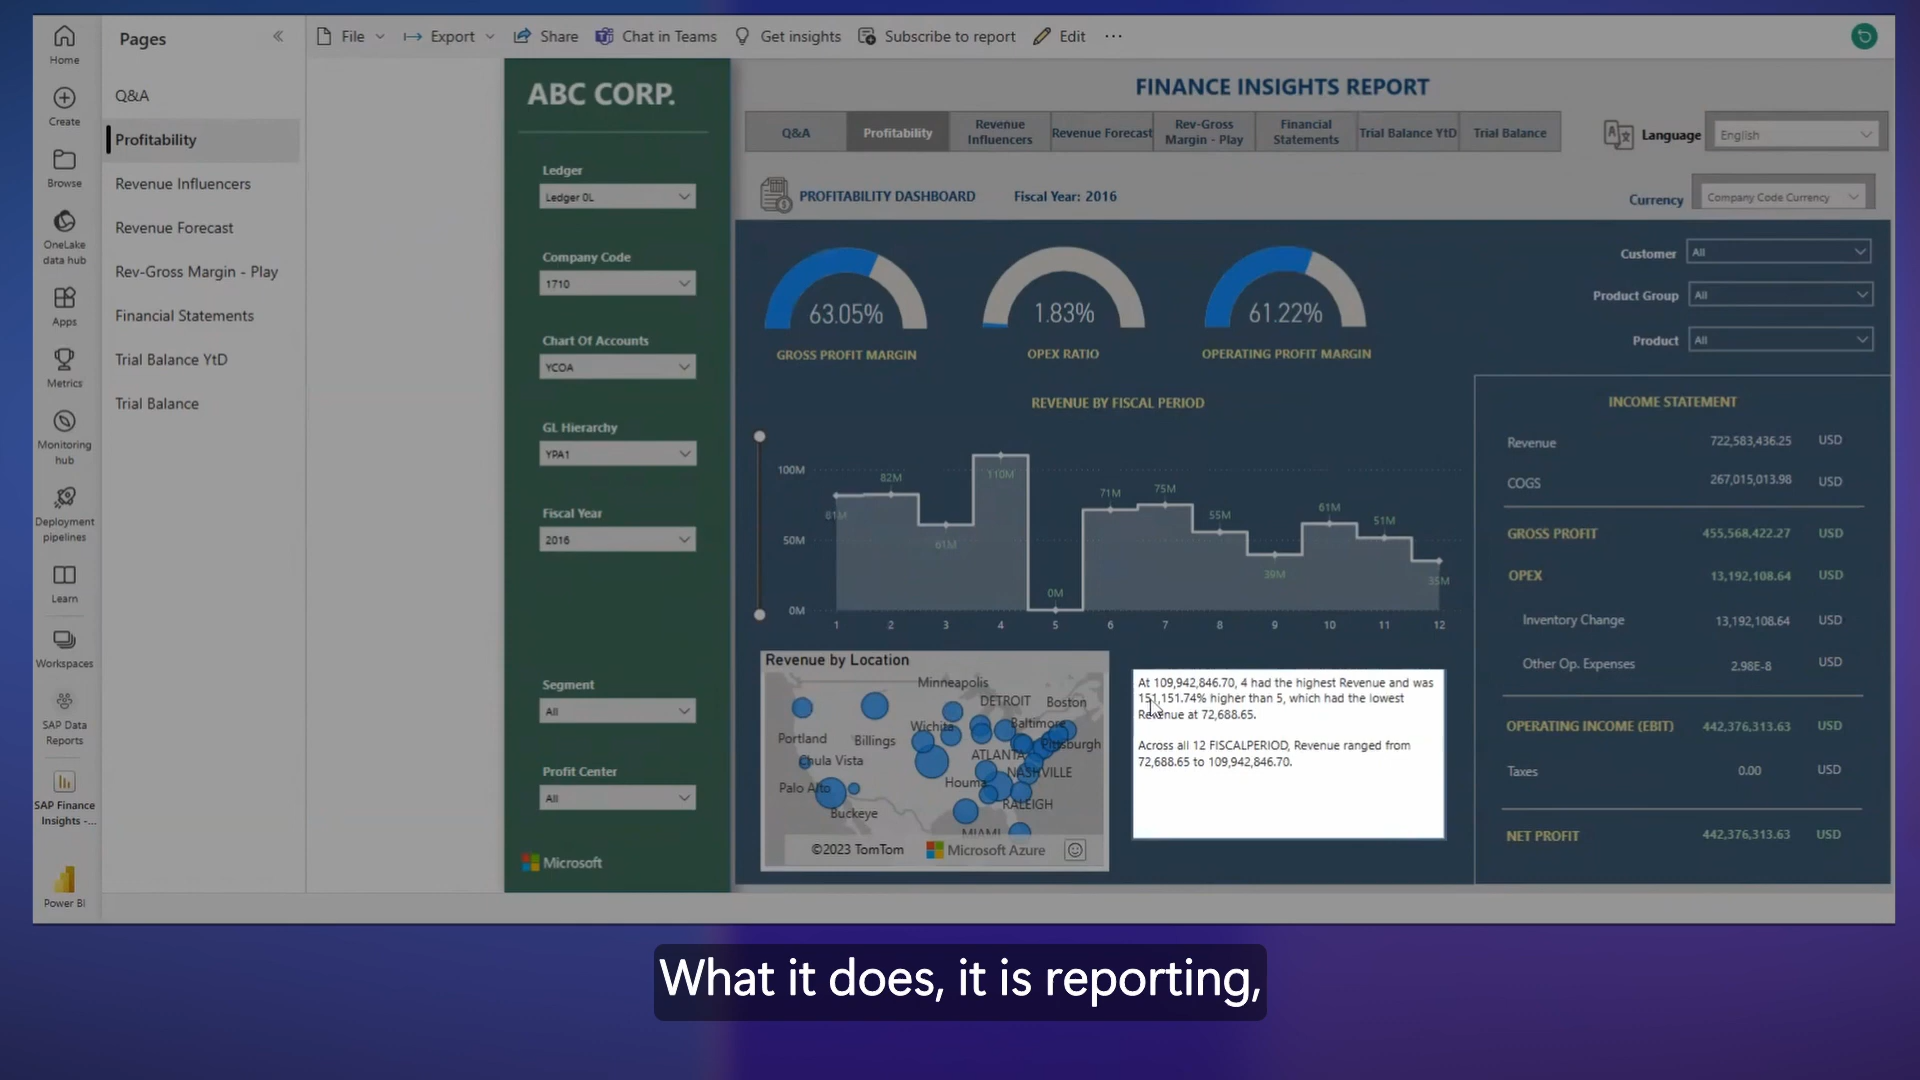 Home
Create
Browse
OneLake
data hub
Apps
Metrics
Monitoring
hub
Deployment
pipelines
Learn
Workspaces
SAP Data
Reports
SAP Finance
Insights -...
Power BI
Pages
Q&A
Profitability
Revenue Influencers
Revenue Forecast
Rev-Gross Margin - Play
Financial Statements
Trial Balance YtD
Trial Balance
File
Export
Share
Chat in Teams
Get insights
Subscribe to report
Edit
ABC CORP.
Ledger
Ledger 0L
Company Code
1710
Chart Of Accounts
YCOA
GL Hierarchy
YPA1
Fiscal Year
2016
Segment
All
Profit Center
All
Microsoft
FINANCE INSIGHTS REPORT
Q&A
Profitability
Revenue
Influencers
Revenue Forecast
Rev-Gross
Margin - Play
Financial
Statements
Trial Balance YtD
Trial Balance
Language
English
PROFITABILITY DASHBOARD
Fiscal Year: 2016
Currency
Company Code Currency
63.05%
GROSS PROFIT MARGIN
1.83%
OPEX RATIO
61.22%
OPERATING PROFIT MARGIN
Customer
All
Product Group
All
Product
All
REVENUE BY FISCAL PERIOD
100M
50M
0M
81M
82M
61M
110M
0M
71M
75M
55M
39M
61M
51M
35M
1 2 3 4 5 6 7 8 9 10 11 12
Revenue by Location
Minneapolis
DETROIT
Boston
Wichita
Baltimore
Portland
Billings
Pittsburgh
ATLANTA
Chula Vista
NASHVILLE
Houma
Palo Alto
RALEIGH
Buckeye
MIAMI
©2023 TomTom
Microsoft Azure
At 109,942,846.70, 4 had the highest Revenue and was
151,151.74% higher than 5, which had the lowest
Revenue at 72,688.65.
Across all 12 FISCALPERIOD, Revenue ranged from
72,688.65 to 109,942,846.70.
INCOME STATEMENT
Revenue 722,583,436.25 USD
COGS 267,015,013.98 USD
GROSS PROFIT 455,568,422.27 USD
OPEX 13,192,108.64 USD
Inventory Change 13,192,108.64 USD
Other Op. Expenses 2.98E-8 USD
OPERATING INCOME (EBIT) 442,376,313.63 USD
Taxes 0.00 USD
NET PROFIT 442,376,313.63 USD
What it does, it is reporting,